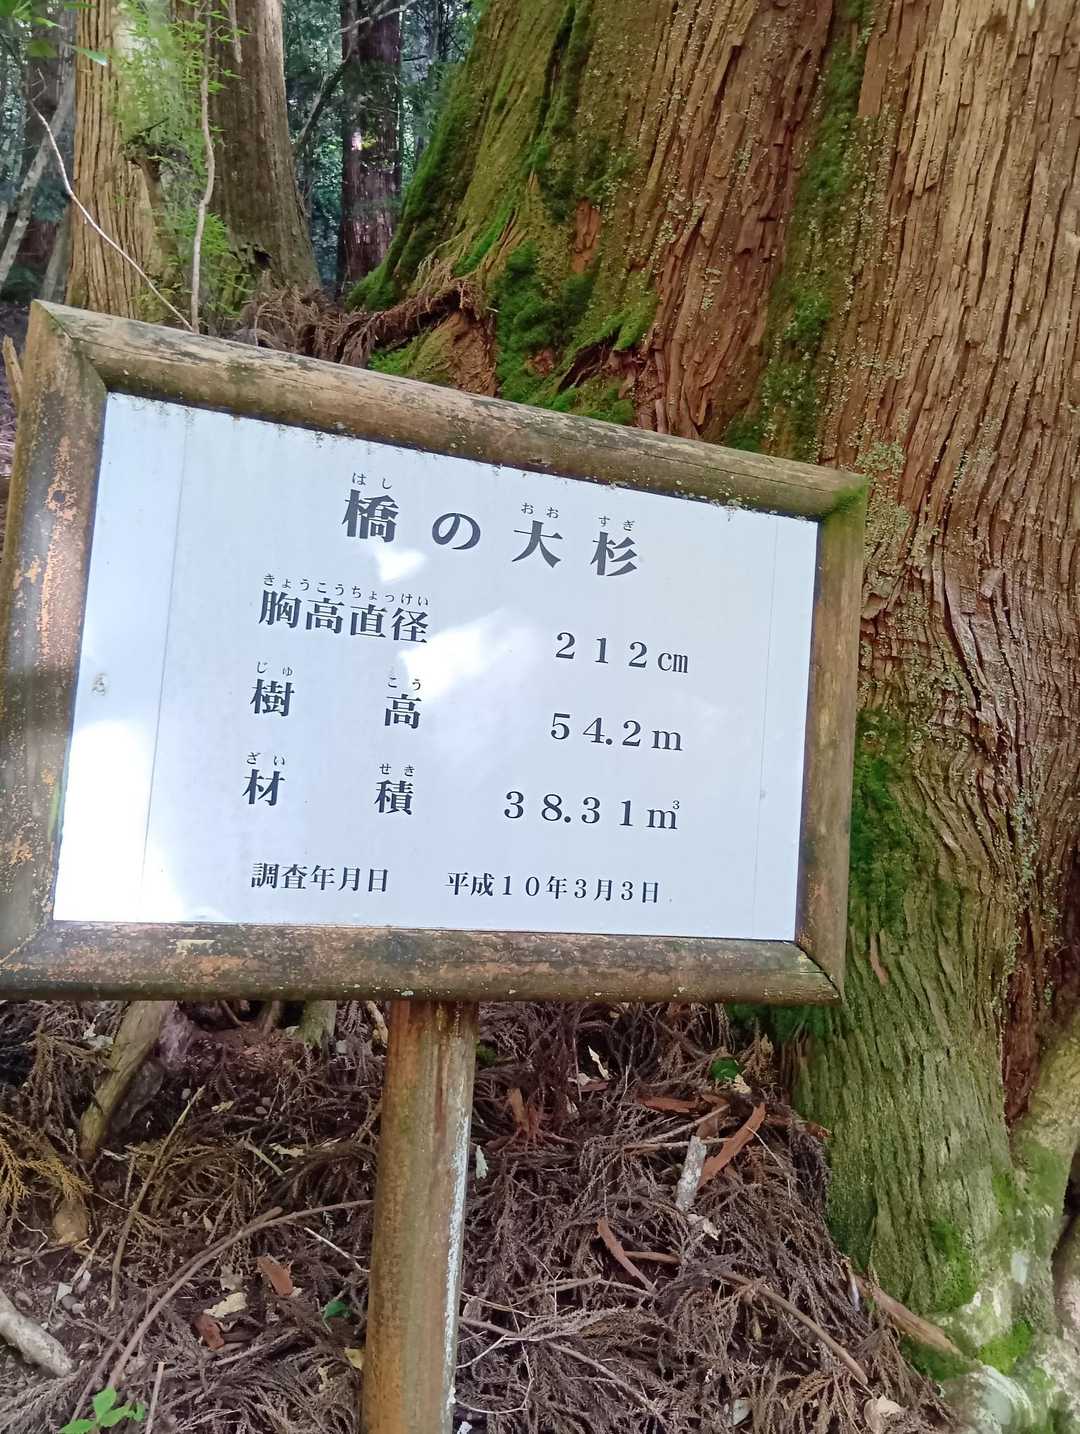 はし おお すぎ
橋の大杉
きょうこうちょっけい
胸高直径 212㎝
じゅ こう
樹高 54.2m
ざい せき
材積 38.31㎥
調査年月日 平成10年3月3日